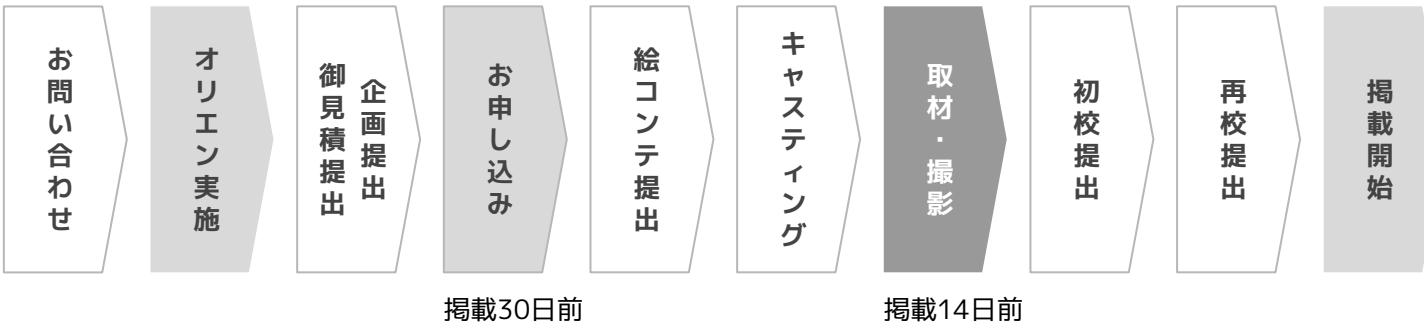 お問い合わせ
オリエン実施
企画提出
御見積提出
お申し込み
絵コンテ提出
キャスティング
取材・撮影
初校提出
再校提出
掲載開始
掲載30日前
掲載14日前